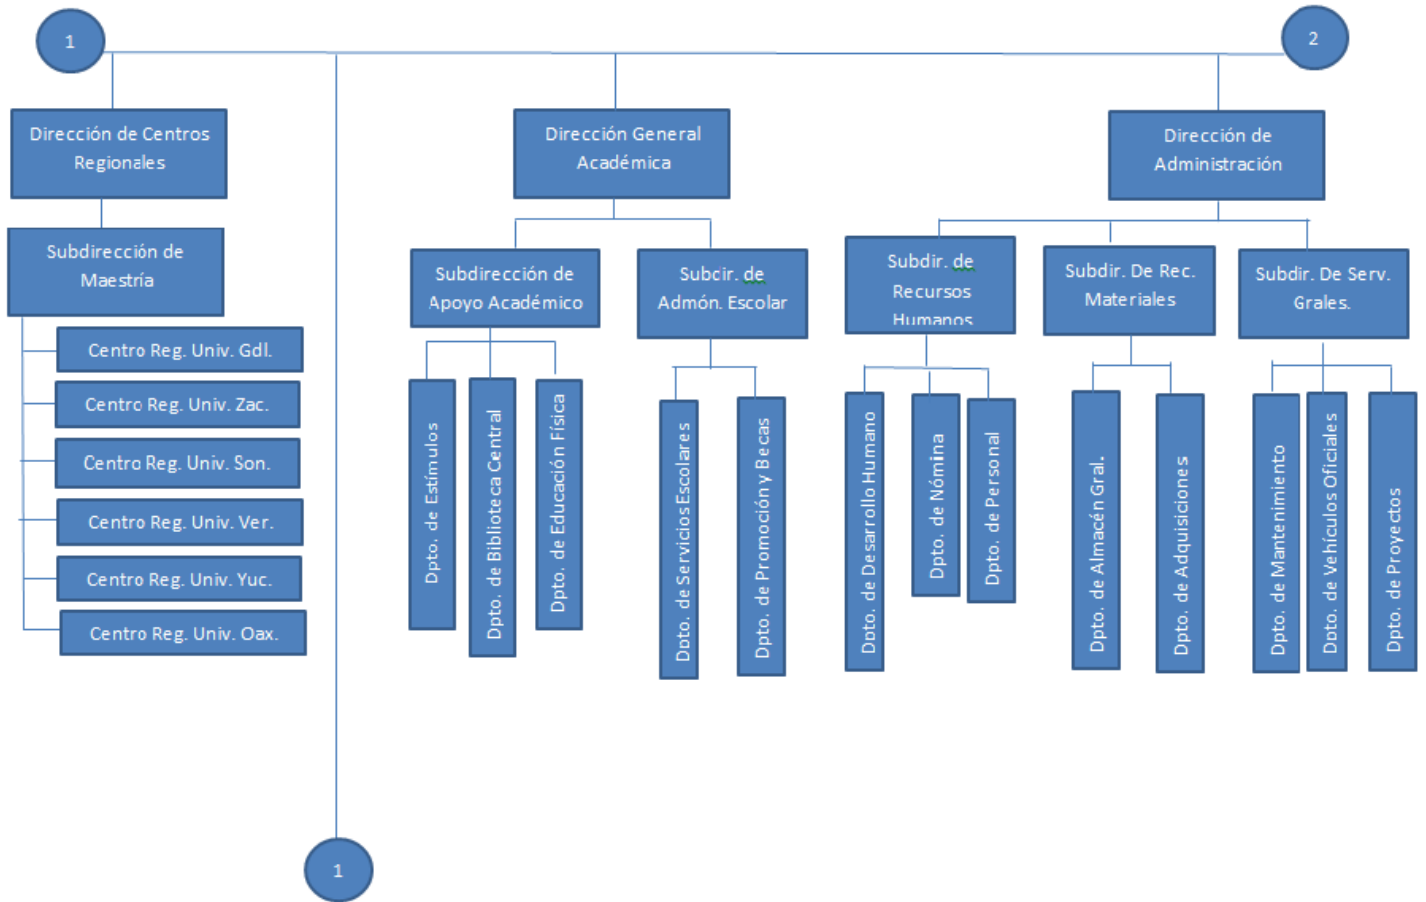 1
2
Dirección de Centros
Regionales
Dirección General
Académica
Dirección de
Administración
Subdirección de
Maestría
Subdirección de
Apoyo Académico
Subcir. de
Admón. Escolar
Subdir. de
Recursos
Humanos
Subdir. De Rec.
Materiales
Subdir. De Serv.
Grales.
Centro Reg. Univ. Gdl.
Centro Reg. Univ. Zac.
Centro Reg. Univ. Son.
Centro Reg. Univ. Ver.
Centro Reg. Univ. Yuc.
Centro Reg. Univ. Oax.
Dpto. de Estímulos
Dpto. de Biblioteca Central
Dpto. de Educación Física
Dpto. de Servicios Escolares
Dpto. de Promoción y Becas
Dpto. de Desarrollo Humano
Dpto. de Nómina
Dpto. de Personal
Dpto. de Almacén Gral.
Dpto. de Adquisiciones
Dpto. de Mantenimiento
Dpto. de Vehículos Oficiales
Dpto. de Proyectos
1